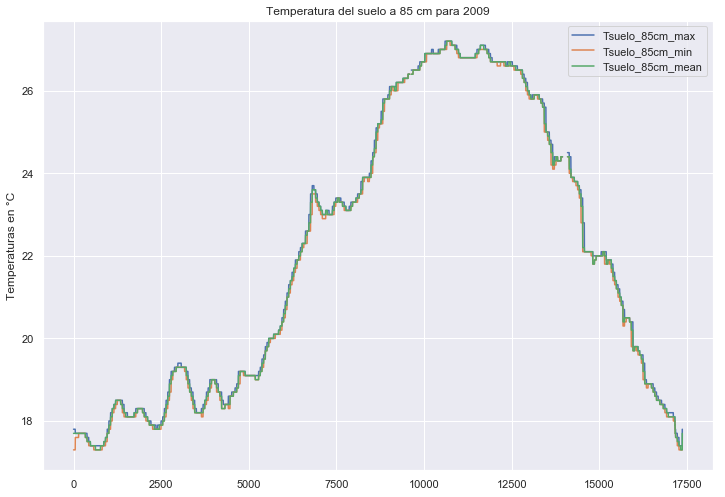 Temperatura del suelo a 85 cm para 2009
Tsuelo_85cm_max
Tsuelo_85cm_min
Tsuelo_85cm_mean
Temperaturas en °C
26
24
22
20
18
0
2500
5000
7500
10000
12500
15000
17500